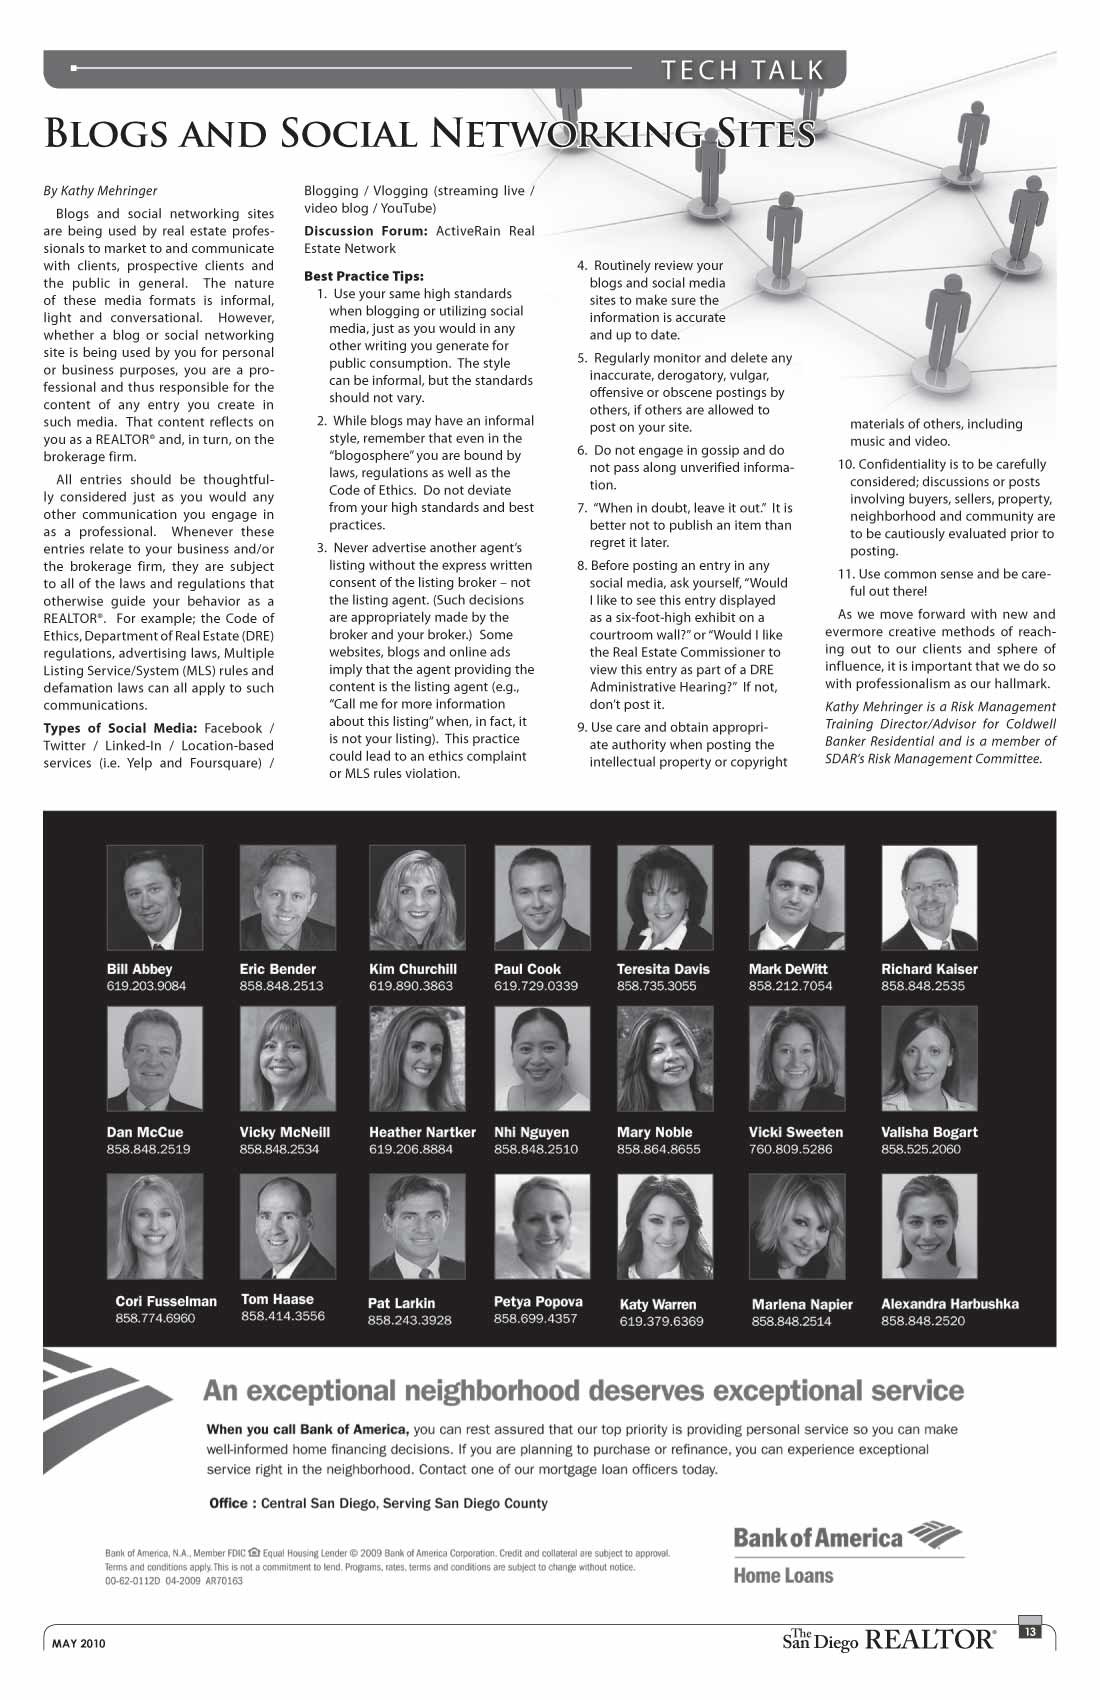 TECH TALK
BLOGS AND SOCIAL NETWORKING SITES
By Kathy Mehringer
Blogs and social networking sites
are being used by real estate profes-
sionals to market to and communicate
with clients, prospective clients and
the public in general. The nature
of these media formats is informal,
light and conversational. However,
whether a blog or social networking
site is being used by you for personal
or business purposes, you are a pro-
fessional and thus responsible for the
content of any entry you create in
such media. That content reflects on
you as a REALTOR® and, in turn, on the
brokerage firm.
All entries should be thoughtful-
ly considered just as you would any
other communication you engage in
as a professional. Whenever these
entries relate to your business and/or
the brokerage firm, they are subject
to all of the laws and regulations that
otherwise guide your behavior as a
REALTOR®. For example; the Code of
Ethics, Department of Real Estate (DRE)
regulations, advertising laws, Multiple
Listing Service/System (MLS) rules and
defamation laws can all apply to such
communications.
Types of Social Media: Facebook /
Twitter / Linked-In / Location-based
services (i.e. Yelp and Foursquare) /
Blogging / Vlogging (streaming live /
video blog / YouTube)
Discussion Forum: ActiveRain Real
Estate Network
Best Practice Tips:
1. Use your same high standards
when blogging or utilizing social
media, just as you would in any
other writing you generate for
public consumption. The style
can be informal, but the standards
should not vary.
2. While blogs may have an informal
style, remember that even in the
“blogosphere” you are bound by
laws, regulations as well as the
Code of Ethics. Do not deviate
from your high standards and best
practices.
3. Never advertise another agent’s
listing without the express written
consent of the listing broker – not
the listing agent. (Such decisions
are appropriately made by the
broker and your broker.) Some
websites, blogs and online ads
imply that the agent providing the
content is the listing agent (e.g.,
“Call me for more information
about this listing” when, in fact, it
is not your listing). This practice
could lead to an ethics complaint
or MLS rules violation.
4. Routinely review your
blogs and social media
sites to make sure the
information is accurate
and up to date.
5. Regularly monitor and delete any
inaccurate, derogatory, vulgar,
offensive or obscene postings by
others, if others are allowed to
post on your site.
6. Do not engage in gossip and do
not pass along unverified informa-
tion.
7. “When in doubt, leave it out.” It is
better not to publish an item than
regret it later.
8. Before posting an entry in any
social media, ask yourself, “Would
I like to see this entry displayed
as a six-foot-high exhibit on a
courtroom wall?” or “Would I like
the Real Estate Commissioner to
view this entry as part of a DRE
Administrative Hearing?” If not,
don’t post it.
9. Use care and obtain appropri-
ate authority when posting the
intellectual property or copyright
materials of others, including
music and video.
10. Confidentiality is to be carefully
considered; discussions or posts
involving buyers, sellers, property,
neighborhood and community are
to be cautiously evaluated prior to
posting.
11. Use common sense and be care-
ful out there!
As we move forward with new and
evermore creative methods of reach-
ing out to our clients and sphere of
influence, it is important that we do so
with professionalism as our hallmark.
Kathy Mehringer is a Risk Management
Training Director/Advisor for Coldwell
Banker Residential and is a member of
SDAR’s Risk Management Committee.
Bill Abbey Eric Bender Kim Churchill Paul Cook Teresita Davis Mark DeWitt Richard Kaiser
619.203.9084 858.848.2513 619.890.3863 619.729.0339 858.735.3055 858.212.7054 858.848.2535
Dan McCue Vicky McNeill Heather Nartker Nhi Nguyen Mary Noble Vicki Sweeten Valisha Bogart
858.848.2519 858.848.2534 619.206.8884 858.848.2510 858.864.8655 760.809.5286 858.525.2060
Cori Fusselman Tom Haase Pat Larkin Petya Popova Katy Warren Marlena Napier Alexandra Harbushka
858.774.6960 858.414.3556 858.243.3928 858.699.4357 619.379.6369 858.848.2514 858.848.2520
An exceptional neighborhood deserves exceptional service
When you call Bank of America, you can rest assured that our top priority is providing personal service so you can make
well-informed home financing decisions. If you are planning to purchase or refinance, you can experience exceptional
service right in the neighborhood. Contact one of our mortgage loan officers today.
Office : Central San Diego, Serving San Diego County
Bank of America, N.A., Member FDIC Equal Housing Lender © 2009 Bank of America Corporation. Credit and collateral are subject to approval.
Terms and conditions apply. This is not a commitment to lend. Programs, rates, terms and conditions are subject to change without notice.
00-62-0112D 04-2009 AR70163
Bank of America
Home Loans
MAY 2010
The San Diego REALTOR®
13